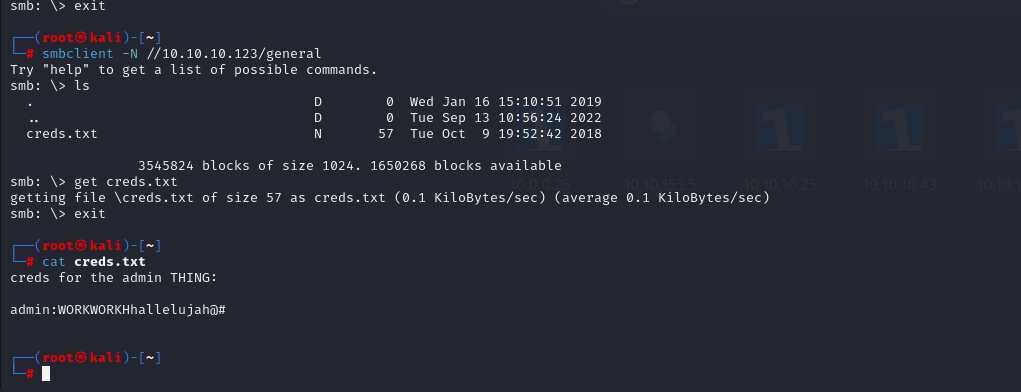 smb: \> exit
┌──(root㉿kali)-[~]
└─# smbclient -N //10.10.10.123/general
Try "help" to get a list of possible commands.
smb: \> ls
  .                                   D        0  Wed Jan 16 15:10:51 2019
  ..                                  D        0  Tue Sep 13 10:56:24 2022
  creds.txt                           N       57  Tue Oct  9 19:52:42 2018
                3545824 blocks of size 1024. 1650268 blocks available
smb: \> get creds.txt
getting file \creds.txt of size 57 as creds.txt (0.1 KiloBytes/sec) (average 0.1 KiloBytes/sec)
smb: \> exit
┌──(root㉿kali)-[~]
└─# cat creds.txt
creds for the admin THING:
admin:WORKWORKHhallelujah@#
┌──(root㉿kali)-[~]
└─#
10.0.0.25
10.10.155.5
10.10.10.25
10.10.10.43